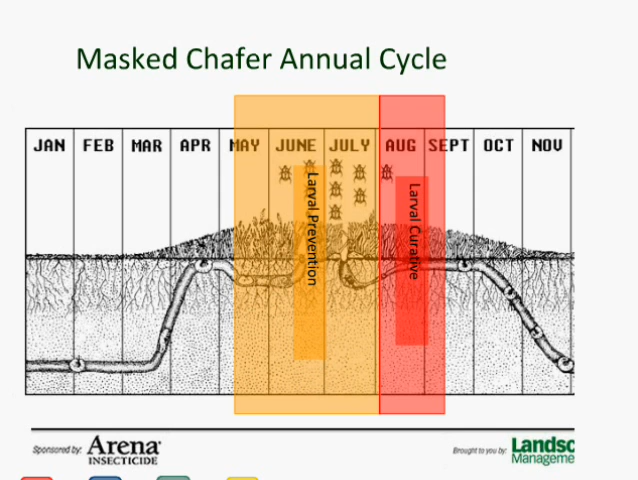 Masked Chafer Annual Cycle
JAN FEB MAR APR MAY JUNE JULY AUG SEPT OCT NOV
Larval Prevention
Larval Curative
Sponsored by: Arena
INSECTICIDE
Brought to you by: Landsc
Manageme